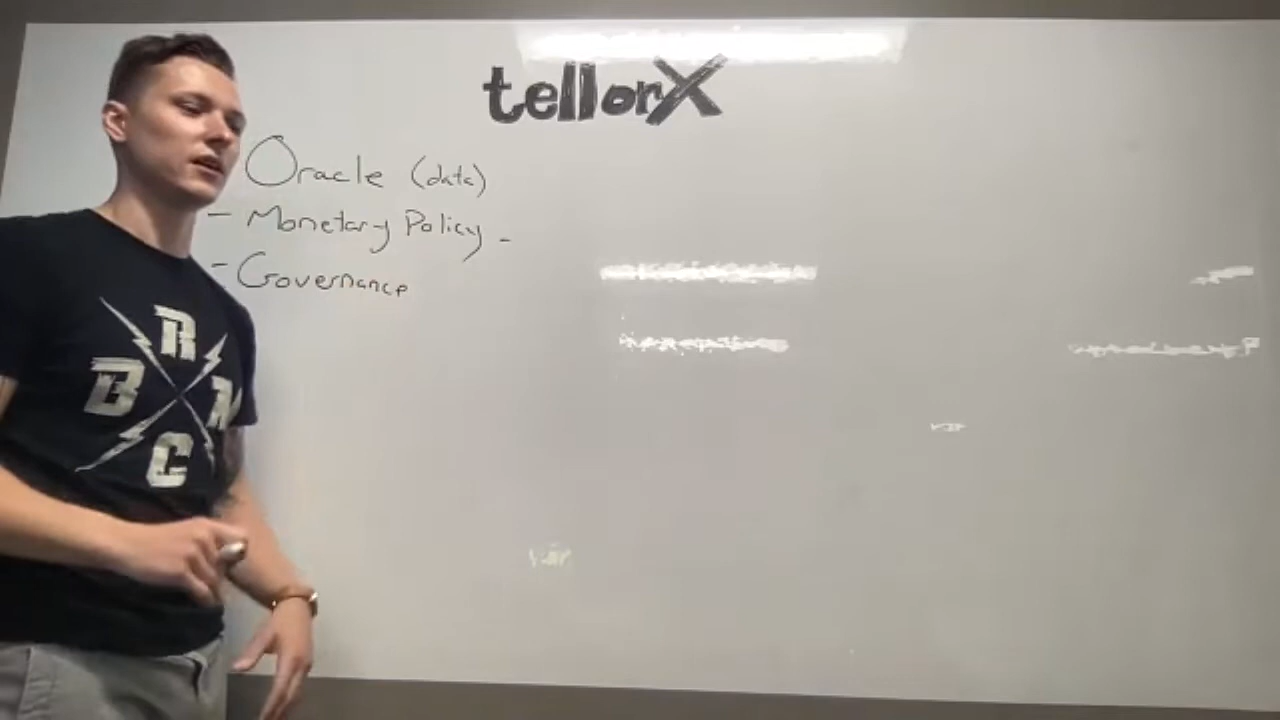 tellorX
Oracle (data)
- Monetary Policy -
- Governance
R
B R
C